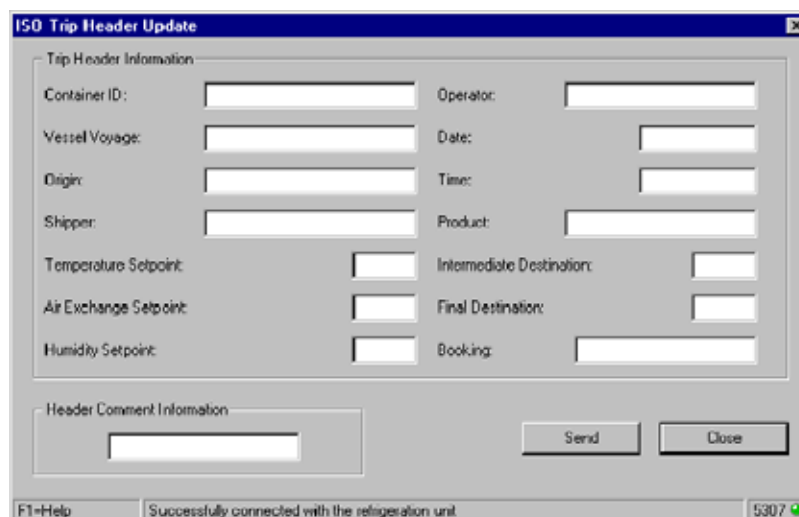 ISO Trip Header Update
Trip Header Information
Container ID: Operator:
Vessel Voyage: Date:
Origin: Time:
Shipper: Product:
Temperature Setpoint: Intermediate Destination:
Air Exchange Setpoint: Final Destination:
Humidity Setpoint: Booking:
Header Comment Information
Send Close
F1=Help Successfully connected with the refrigeration unit 5307